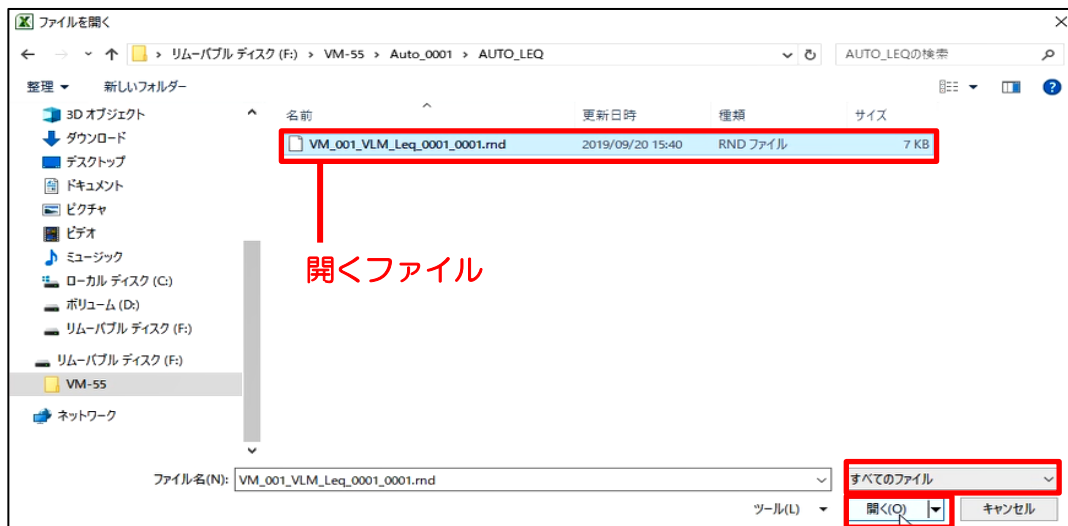 ファイルを開く
リムーバブル ディスク (F:) › VM-55 › Auto_0001 › AUTO_LEQ
AUTO_LEQの検索
整理 新しいフォルダー
名前 更新日時 種類 サイズ
VM_001_VLM_Leq_0001_0001.rnd 2019/09/20 15:40 RND ファイル 7 KB
3D オブジェクト
ダウンロード
デスクトップ
ドキュメント
ピクチャ
ビデオ
ミュージック
ローカル ディスク (C:)
ボリューム (D:)
リムーバブル ディスク (F:)
リムーバブル ディスク (F:)
VM-55
ネットワーク
開くファイル
ファイル名(N): VM_001_VLM_Leq_0001_0001.rnd すべてのファイル
ツール(L) 開く(O) キャンセル